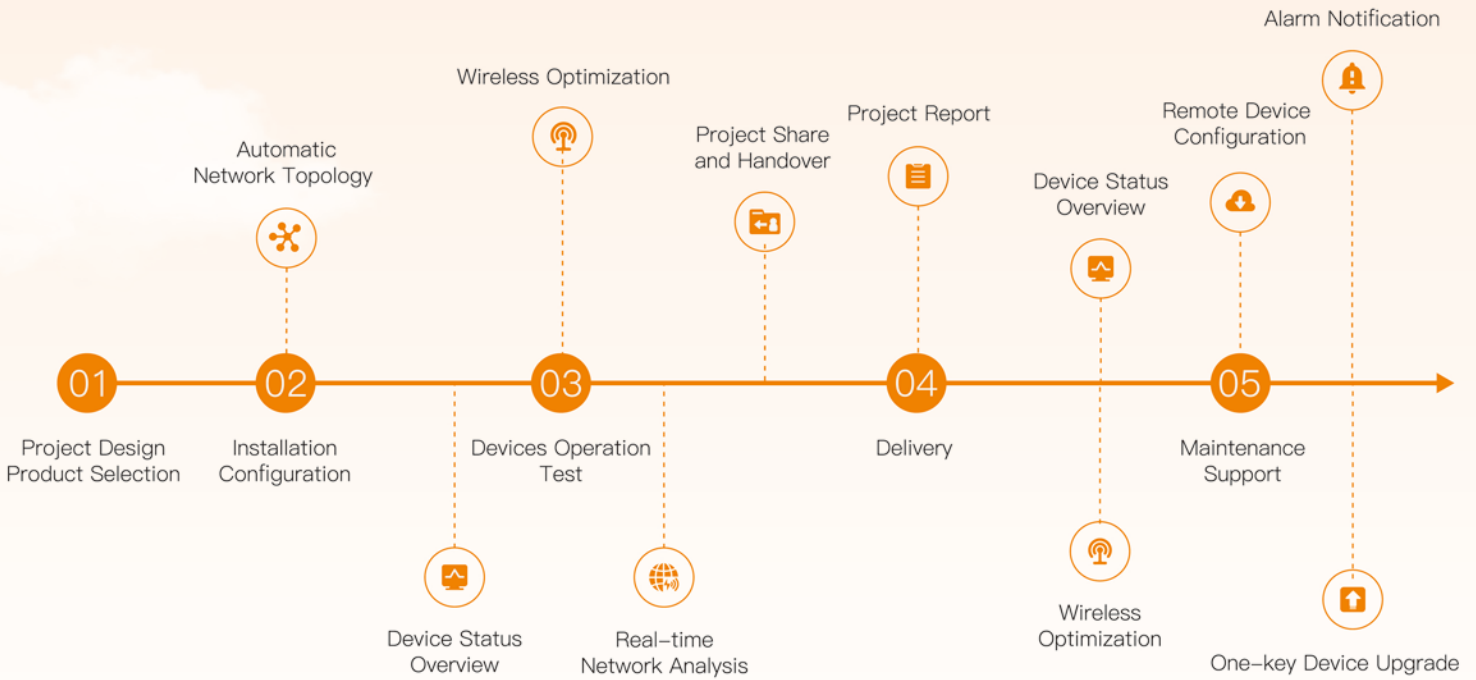 Alarm Notification
Wireless Optimization
Project Report
Remote Device
Configuration
Project Share
and Handover
Automatic
Network Topology
Device Status
Overview
01
02
03
04
05
Project Design
Product Selection
Installation
Configuration
Devices Operation
Test
Delivery
Maintenance
Support
Device Status
Overview
Real-time
Network Analysis
Wireless
Optimization
One-key Device Upgrade